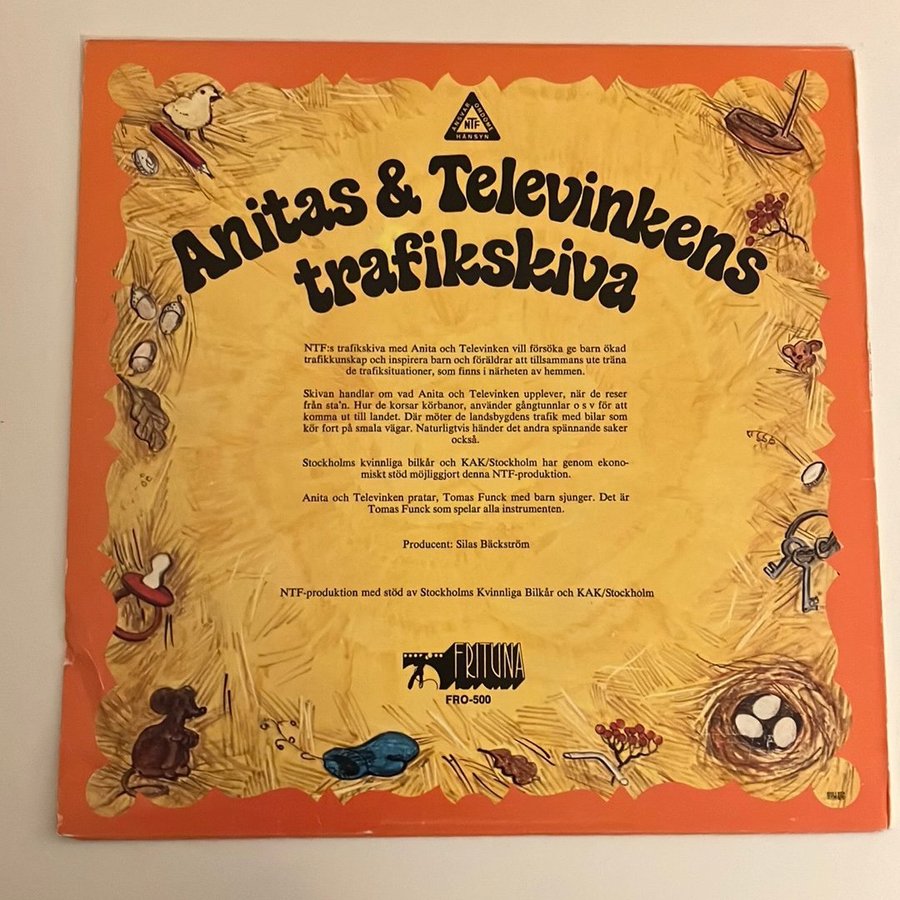 ANSVAR OMDÖME HÄNSYN
NTF
Anitas & Televinkens
trafikskiva
NTF:s trafikskiva med Anita och Televinken vill försöka ge barn ökad
trafikkunskap och inspirera barn och föräldrar att tillsammans ute träna
de trafiksituationer, som finns i närheten av hemmen.
Skivan handlar om vad Anita och Televinken upplever, när de reser
från sta'n. Hur de korsar körbanor, använder gångtunnlar o s v för att
komma ut till landet. Där möter de landsbygdens trafik med bilar som
kör fort på smala vägar. Naturligtvis händer det andra spännande saker
också.
Stockholms kvinnliga bilkår och KAK/Stockholm har genom ekono-
miskt stöd möjliggjort denna NTF-produktion.
Anita och Televinken pratar, Tomas Funck med barn sjunger. Det är
Tomas Funck som spelar alla instrumenten.
Producent: Silas Bäckström
NTF-produktion med stöd av Stockholms Kvinnliga Bilkår och KAK/Stockholm
FRITUNA
FRO-500